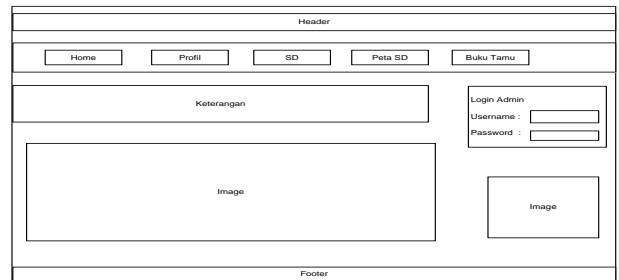 Header
Home Profil SD Peta SD Buku Tamu
Keterangan
Login Admin
Username :
Password :
Image
Image
Footer